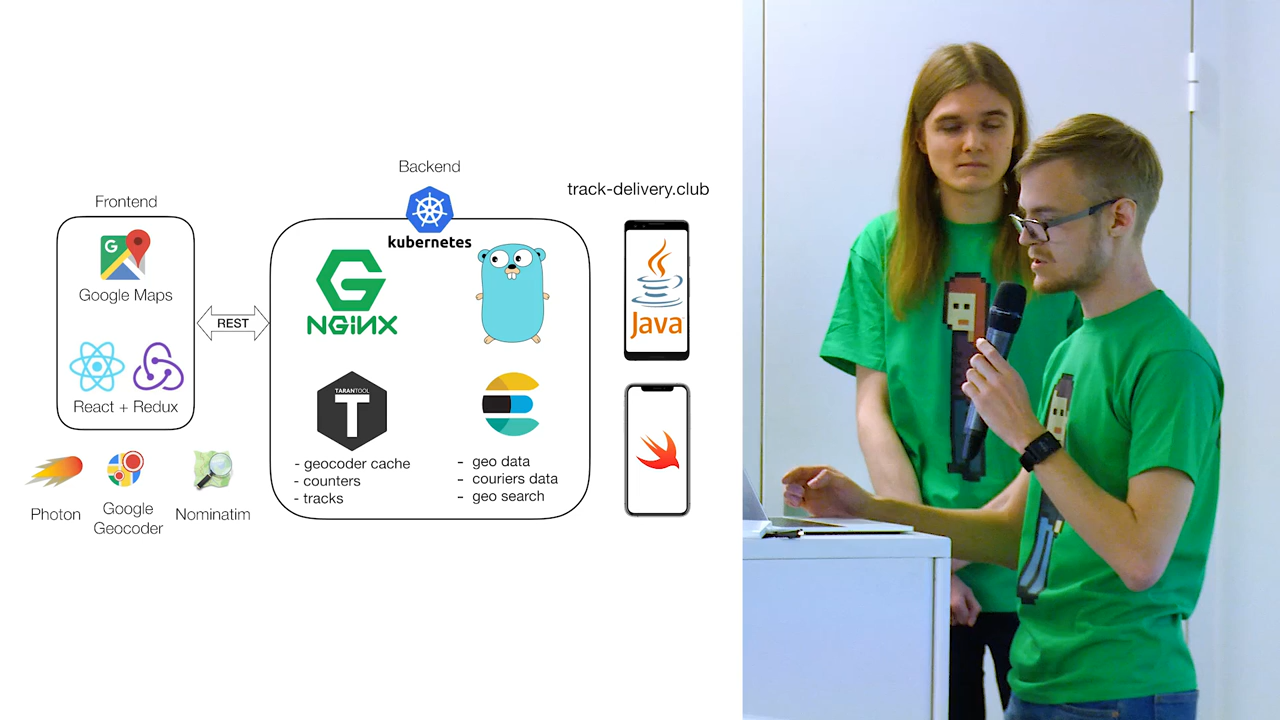 Backend
track-delivery.club
Frontend
kubernetes
G
Google Maps
NGiNX
REST
Java
React + Redux
TARANTOOL
T
- geocoder cache
- counters
- tracks
- geo data
- couriers data
- geo search
Photon
Google
Geocoder
Nominatim